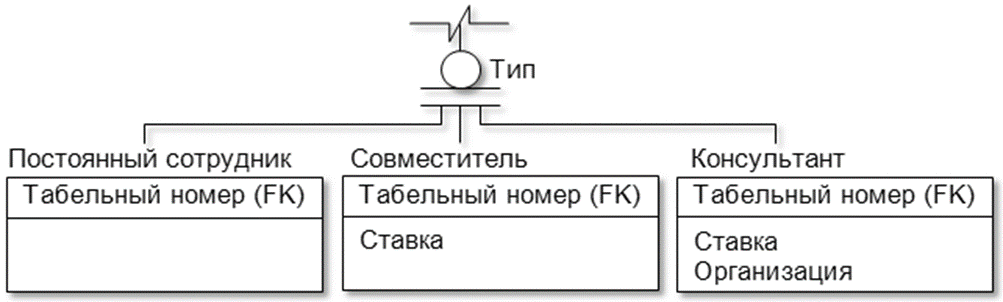 Тип
Постоянный сотрудник
Табельный номер (FK)
Совместитель
Табельный номер (FK)
Ставка
Консультант
Табельный номер (FK)
Ставка
Организация